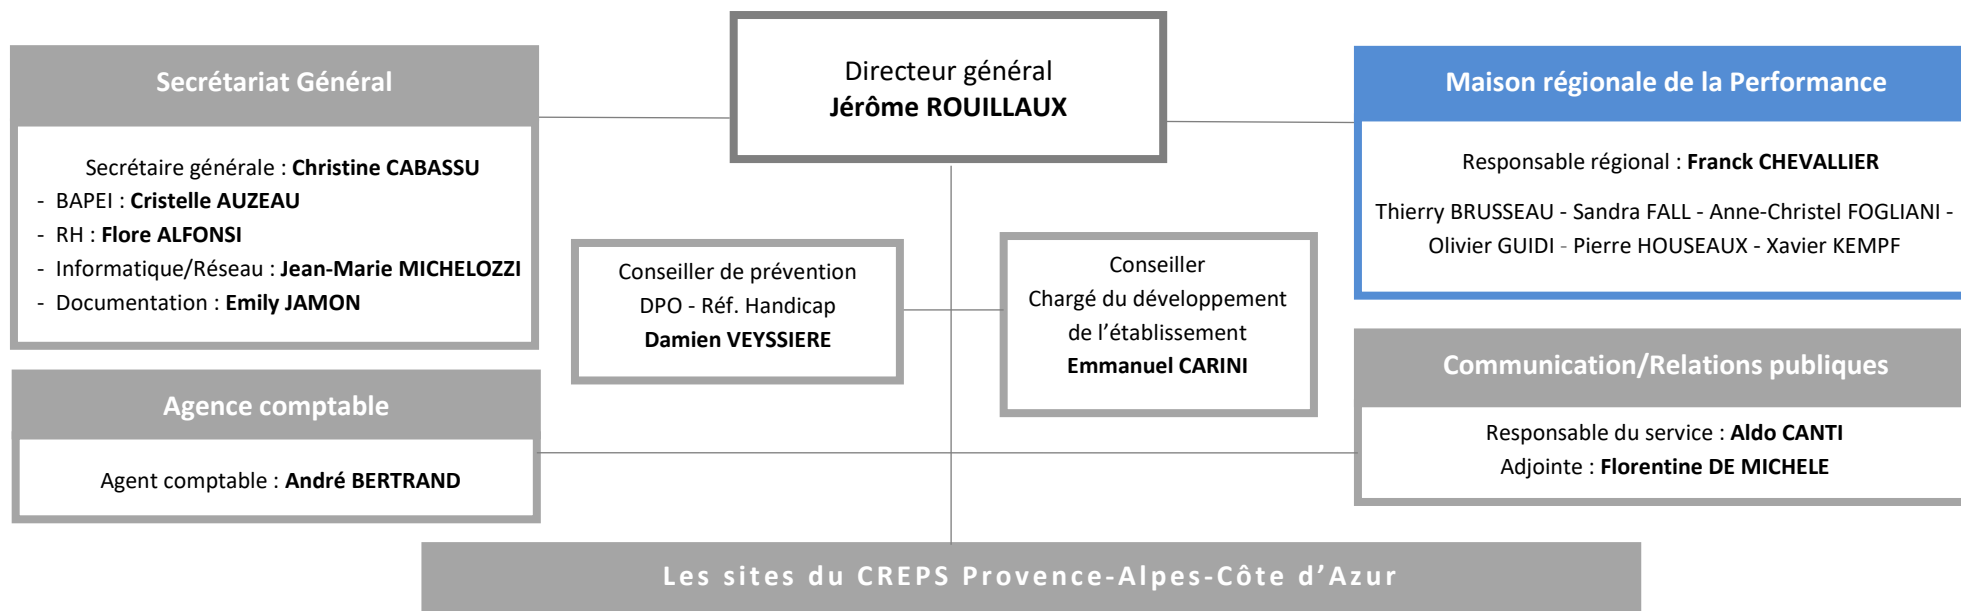 Directeur général
Jérôme ROUILLAUX
Secrétariat Général
Secrétaire générale : Christine CABASSU
- BAPEI : Cristelle AUZEAU
- RH : Flore ALFONSI
- Informatique/Réseau : Jean-Marie MICHELOZZI
- Documentation : Emily JAMON
Maison régionale de la Performance
Responsable régional : Franck CHEVALLIER
Thierry BRUSSEAU - Sandra FALL - Anne-Christel FOGLIANI -
Olivier GUIDI - Pierre HOUSEAUX - Xavier KEMPF
Conseiller de prévention
DPO - Réf. Handicap
Damien VEYSSIERE
Conseiller
Chargé du développement
de l’établissement
Emmanuel CARINI
Agence comptable
Agent comptable : André BERTRAND
Communication/Relations publiques
Responsable du service : Aldo CANTI
Adjointe : Florentine DE MICHELE
Les sites du CREPS Provence-Alpes-Côte d’Azur